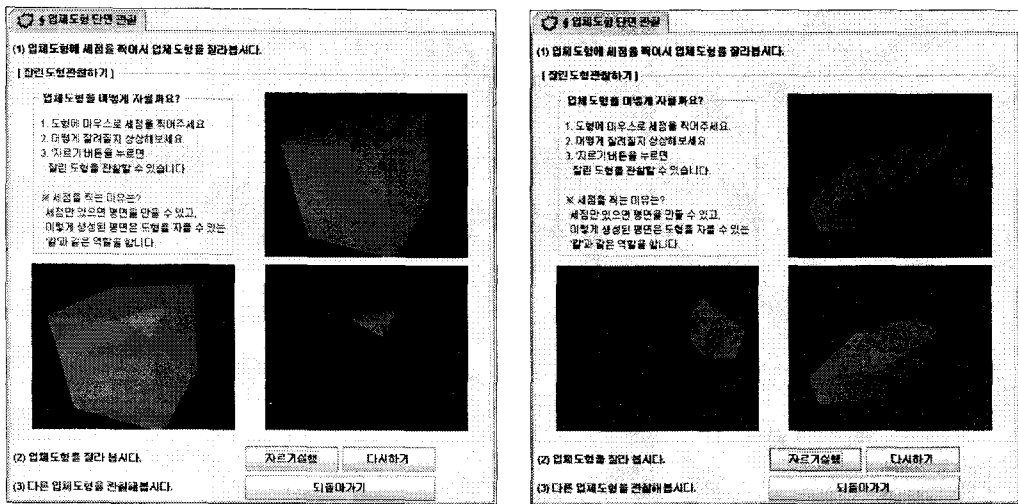 4 입체도형 단면 관찰
(1) 입체도형에 세점을 찍어서 입체도형을 잘라봅시다.
[ 잘린도형관찰하기 ]
입체도형을 어떻게 자를까요?
1. 도형에 마우스로 세점을 찍어주세요
2. 어떻게 잘려질지 상상해보세요
3. '자르기'버튼을 누르면
잘린 도형을 관찰할 수 있습니다
※ 세점을 찍는 이유는?
세점만 있으면 평면을 만들 수 있고,
이렇게 생성된 평면은 도형을 자를 수 있는
'칼'과 같은 역할을 합니다.
(2) 입체도형을 잘라 봅시다.
자르기실행
다시하기
(3) 다른 입체도형을 관찰해봅시다.
되돌아가기
4 입체도형 단면 관찰
(1) 입체도형에 세점을 찍어서 입체도형을 잘라봅시다.
[ 잘린도형관찰하기 ]
입체도형을 어떻게 자를까요?
1. 도형에 마우스로 세점을 찍어주세요
2. 어떻게 잘려질지 상상해보세요
3. '자르기'버튼을 누르면
잘린 도형을 관찰할 수 있습니다
※ 세점을 찍는 이유는?
세점만 있으면 평면을 만들 수 있고,
이렇게 생성된 평면은 도형을 자를 수 있는
'칼'과 같은 역할을 합니다.
(2) 입체도형을 잘라 봅시다.
자르기실행
다시하기
(3) 다른 입체도형을 관찰해봅시다.
되돌아가기